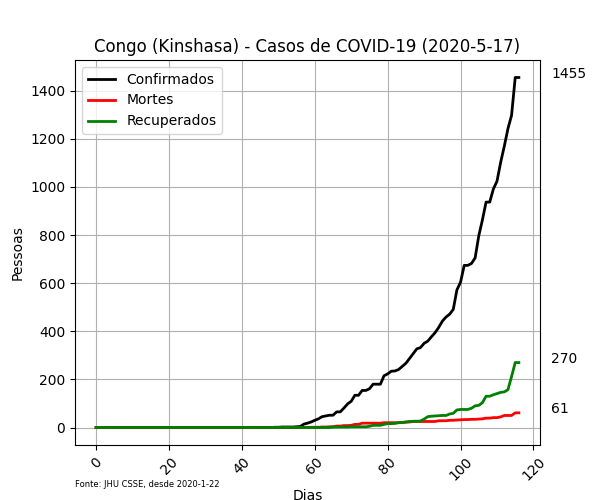 Congo (Kinshasa) - Casos de COVID-19 (2020-5-17)
Confirmados
Mortes
Recuperados
1455
270
61
Pessoas
1400
1200
1000
800
600
400
200
0
0
20
40
60
80
100
120
Fonte: JHU CSSE, desde 2020-1-22
Dias